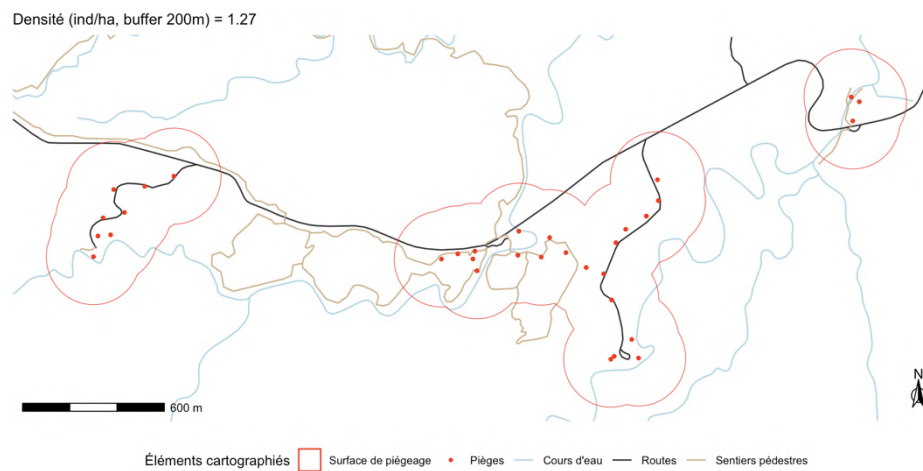 Densité (ind/ha, buffer 200m) = 1.27
N
600 m
Éléments cartographiés Surface de piégeage Pièges Cours d'eau Routes Sentiers pédestres